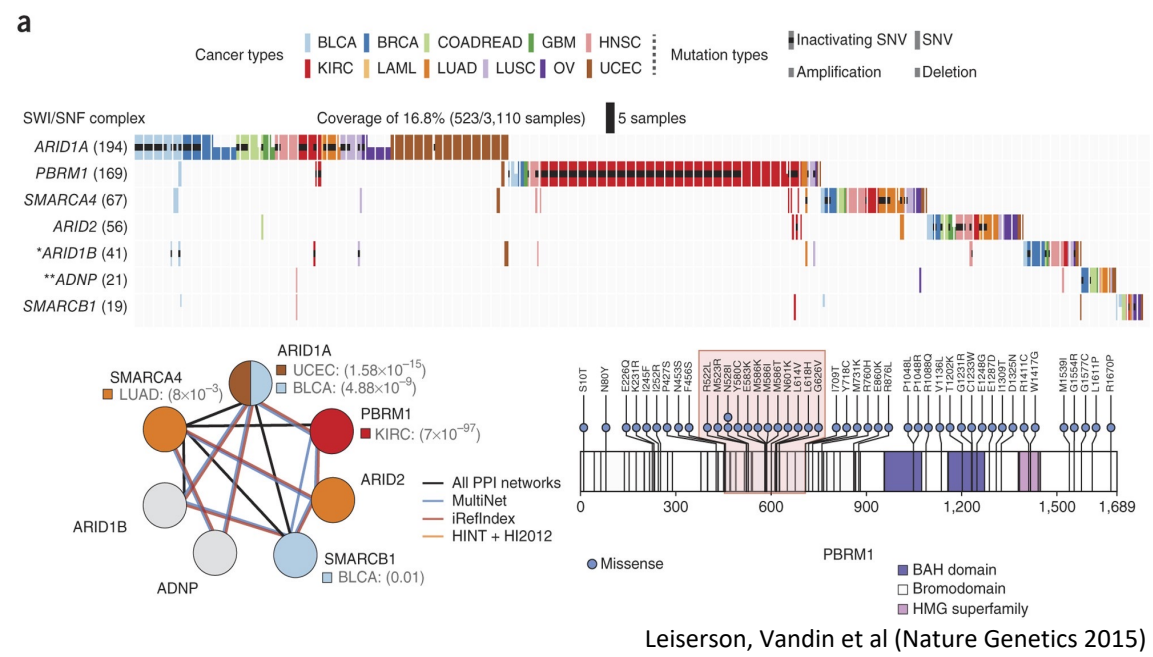 a
Cancer types
BLCA BRCA COADREAD GBM HNSC
KIRC LAML LUAD LUSC OV UCEC
Mutation types
Inactivating SNV SNV
Amplification Deletion
SWI/SNF complex
Coverage of 16.8% (523/3,110 samples)
5 samples
ARID1A (194)
PBRM1 (169)
SMARCA4 (67)
ARID2 (56)
*ARID1B (41)
**ADNP (21)
SMARCB1 (19)
ARID1A
UCEC: (1.58×10⁻¹⁵)
BLCA: (4.88×10⁻⁹)
SMARCA4
LUAD: (8×10⁻³)
PBRM1
KIRC: (7×10⁻⁹⁷)
ARID2
ARID1B
ADNP
SMARCB1
BLCA: (0.01)
All PPI networks
MultiNet
iRefIndex
HINT + HI2012
S10T
N80Y
E226Q
K231R
I245F
I252R
P427S
N453S
F456S
R522L
M523R
N528I
Y580C
E583K
M586K
M586I
M586T
N601K
L614V
L618H
G626V
I709T
Y718C
M731K
R760H
E860K
R876L
P1048L
P1048R
R1088Q
V1136L
T1202K
G1231R
C1233W
E1248G
E1287D
I1309T
D1325N
R1411C
W1417G
M1539I
G1554R
G1577C
L1611P
R1670P
0 300 600 900 1,200 1,500 1,689
PBRM1
Missense
BAH domain
Bromodomain
HMG superfamily
Leiserson, Vandin et al (Nature Genetics 2015)